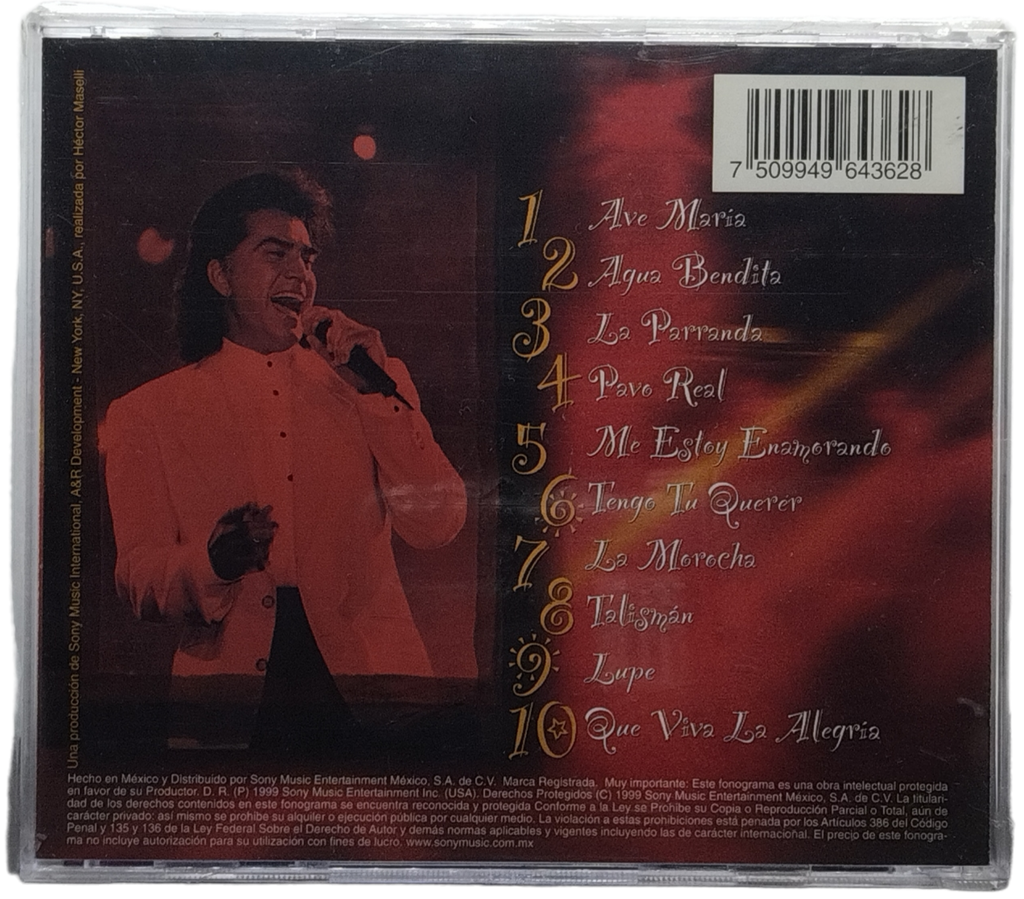 Una producción de Sony Music International, A&R Development - New York, NY, U.S.A., realizada por Héctor Maselli
7 509949 643628
1 Ave María
2 Agua Bendita
3 La Parranda
4 Pavo Real
5 Me Estoy Enamorando
6 Tengo Tu Querer
7 La Morocha
8 Talismán
9 Lupe
10 Que Viva La Alegría
Hecho en México y Distribuido por Sony Music Entertainment México, S.A. de C.V. Marca Registrada. Muy importante: Este fonograma es una obra intelectual protegida
en favor de su Productor. D. R. (P) 1999 Sony Music Entertainment Inc. (USA). Derechos Protegidos (C) 1999 Sony Music Entertainment México, S.A. de C.V. La titulari-
dad de los derechos contenidos en este fonograma se encuentra reconocida y protegida Conforme a la Ley.se Prohíbe su Copia o Reproducción Parcial o Total, aún de
carácter privado: así mismo se prohibe su alquiler o ejecución pública por cualquier medio. La violación a estas prohibiciones está penada por los Artículos 386 del Código
Penal y 135 y 136 de la Ley Federal Sobre el Derecho de Autor y demás normas aplicables y vigentes incluyendo las de carácter internacional. El precio de este fonogra-
ma no incluye autorización para su utilización con fines de lucro. www.sonymusic.com.mx